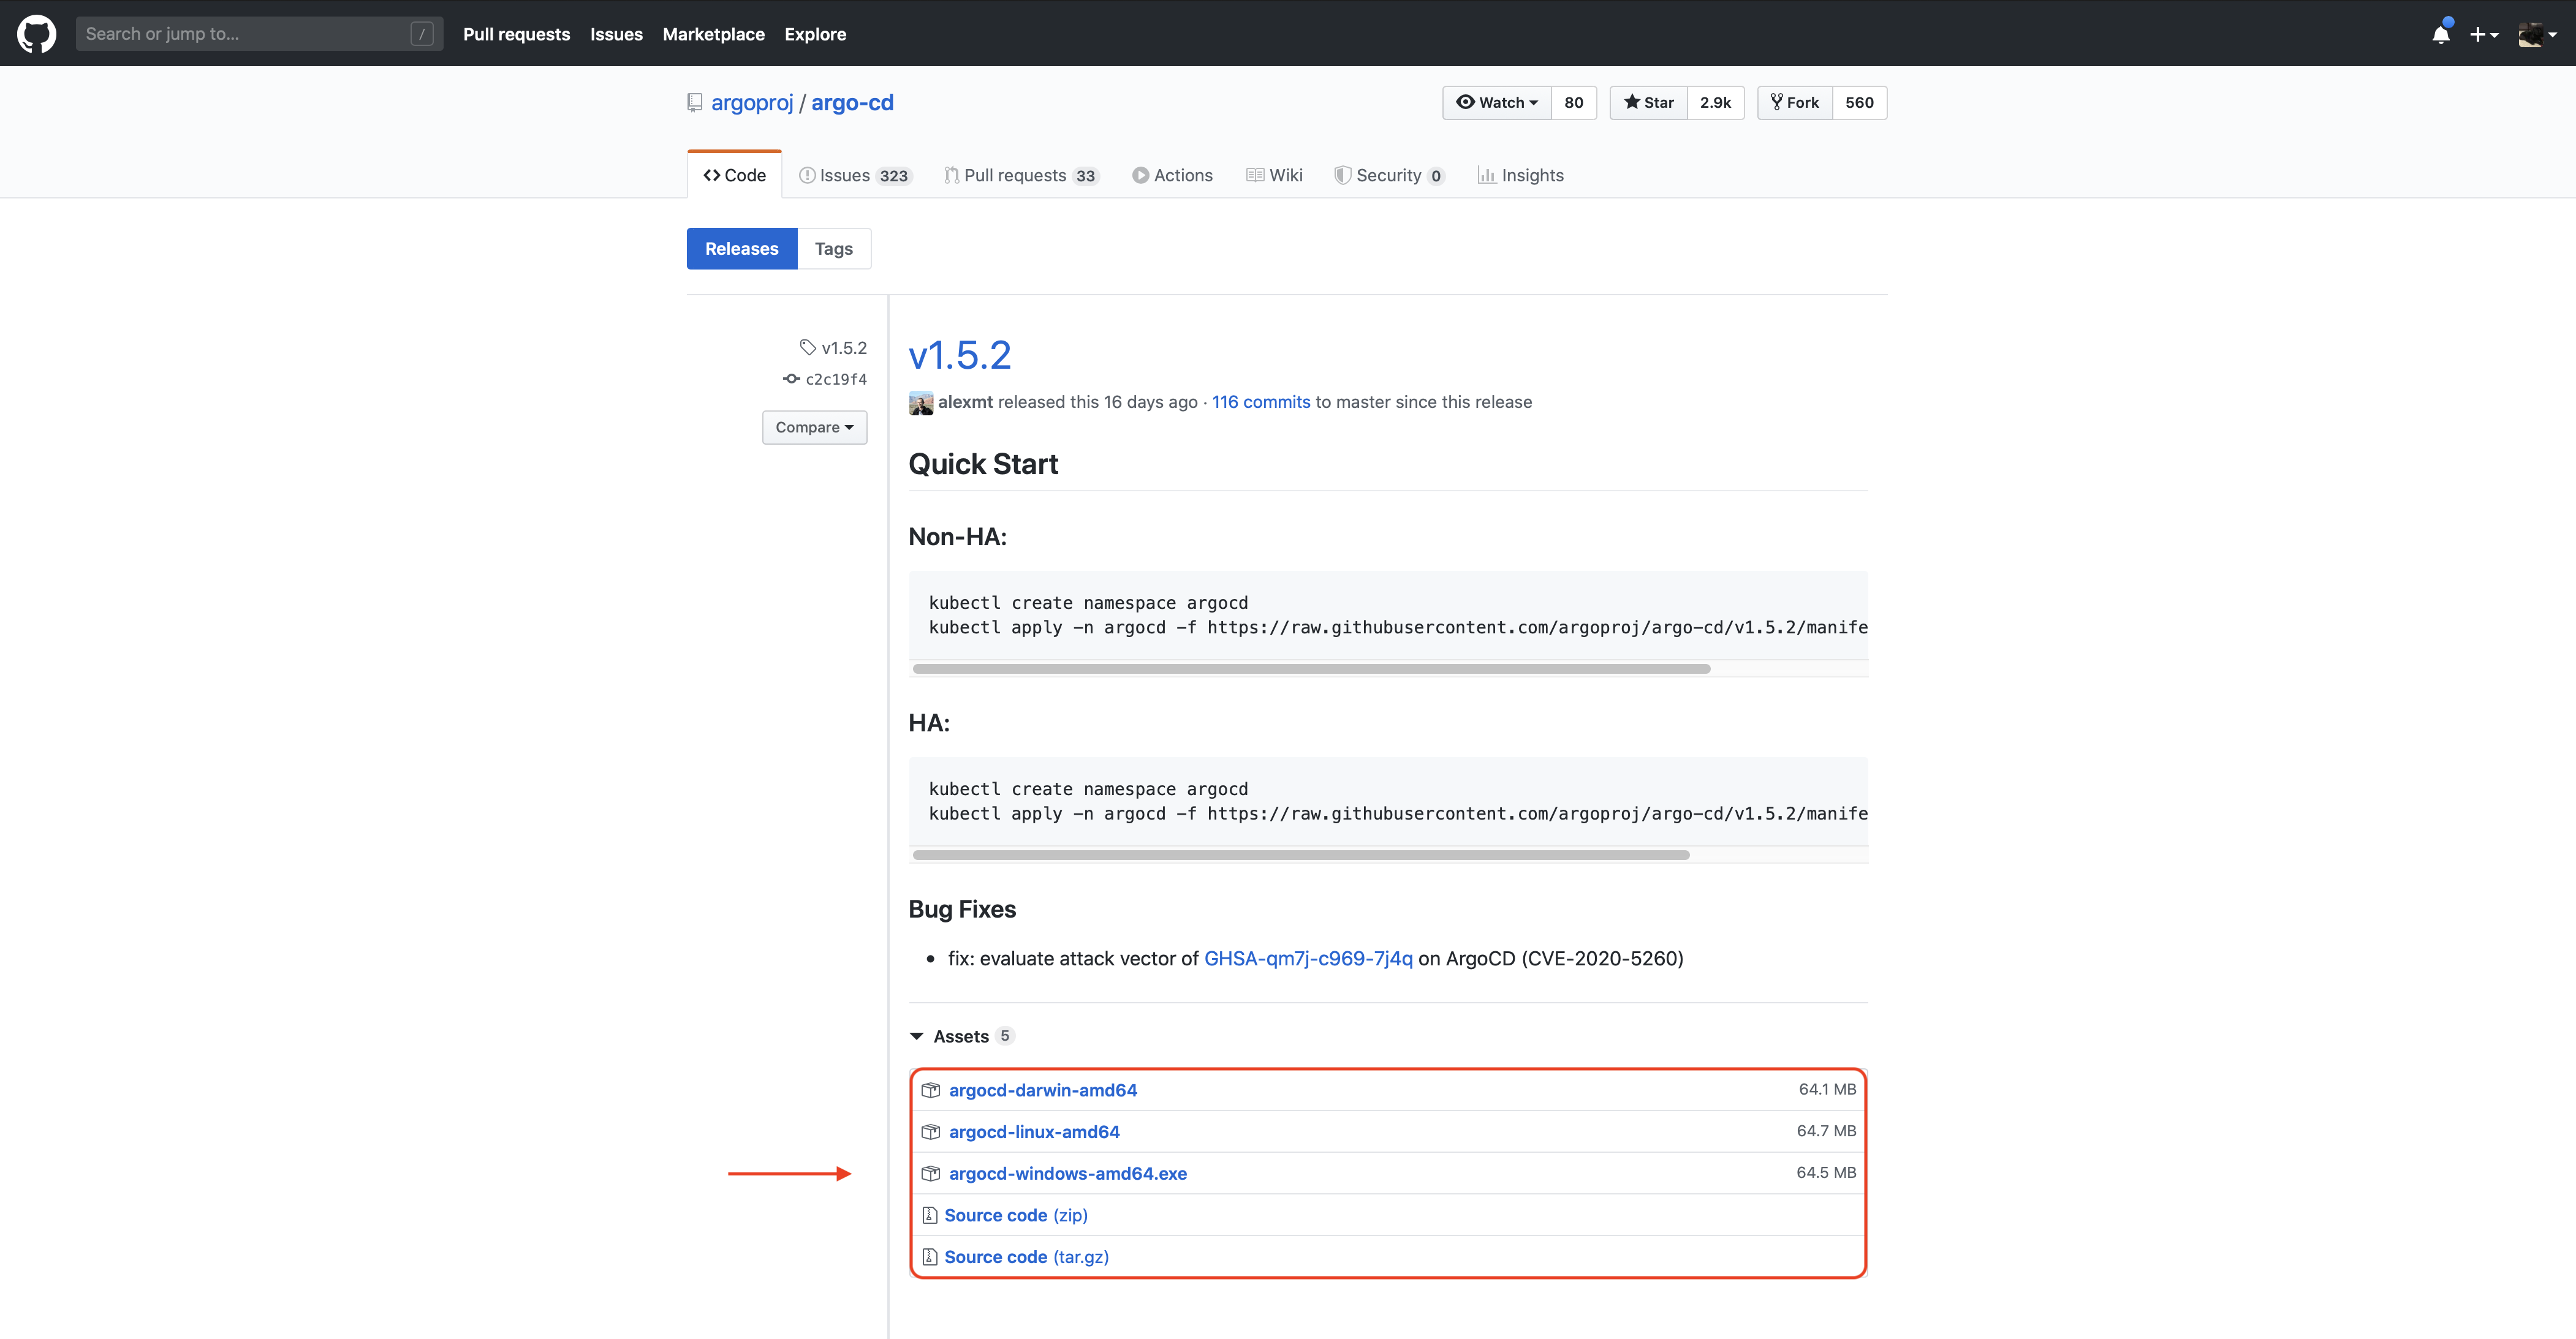 Search or jump to... /
Pull requests Issues Marketplace Explore
argoproj / argo-cd
Watch 80 Star 2.9k Fork 560
Code Issues 323 Pull requests 33 Actions Wiki Security 0 Insights
Releases Tags
v1.5.2
c2c19f4
Compare
v1.5.2
alexmt released this 16 days ago · 116 commits to master since this release
Quick Start
Non-HA:
kubectl create namespace argocd
kubectl apply -n argocd -f https://raw.githubusercontent.com/argoproj/argo-cd/v1.5.2/manife
HA:
kubectl create namespace argocd
kubectl apply -n argocd -f https://raw.githubusercontent.com/argoproj/argo-cd/v1.5.2/manife
Bug Fixes
• fix: evaluate attack vector of GHSA-qm7j-c969-7j4q on ArgoCD (CVE-2020-5260)
Assets 5
argocd-darwin-amd64 64.1 MB
argocd-linux-amd64 64.7 MB
argocd-windows-amd64.exe 64.5 MB
Source code (zip)
Source code (tar.gz)